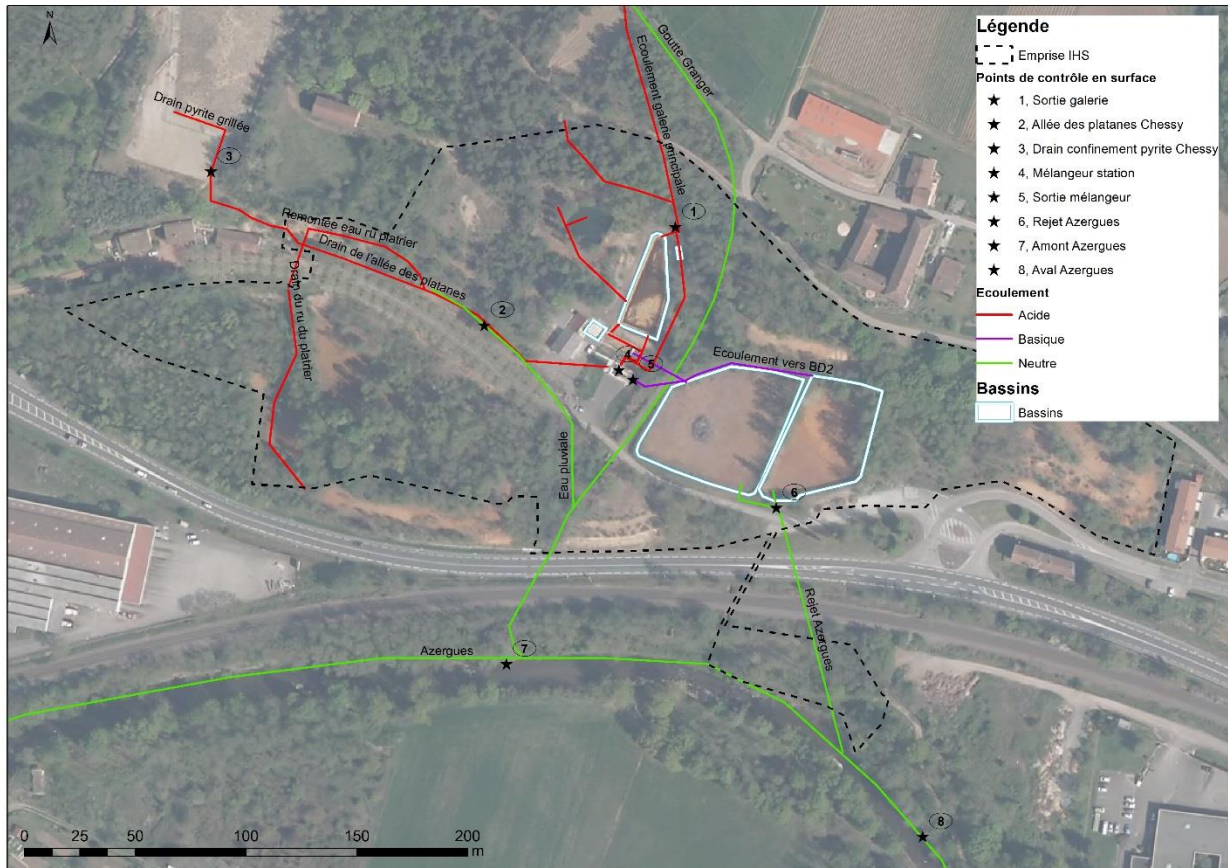 N
Légende
Emprise IHS
Points de contrôle en surface
1, Sortie galerie
2, Allée des platanes Chessy
3, Drain confinement pyrite Chessy
4, Mélangeur station
5, Sortie mélangeur
6, Rejet Azergues
7, Amont Azergues
8, Aval Azergues
Ecoulement
Acide
Basique
Neutre
Bassins
Bassins
Goutte Granger
Ecoulement galerie principale
Drain pyrite grillée
3
1
Remontée eau ru platrier
Drain de l'allée des platanes
Drain du ru du platrier
2
4
5
Ecoulement vers BD2
Eau pluviale
6
Rejet Azergues
Azergues
7
8
0 25 50 100 150 200
m